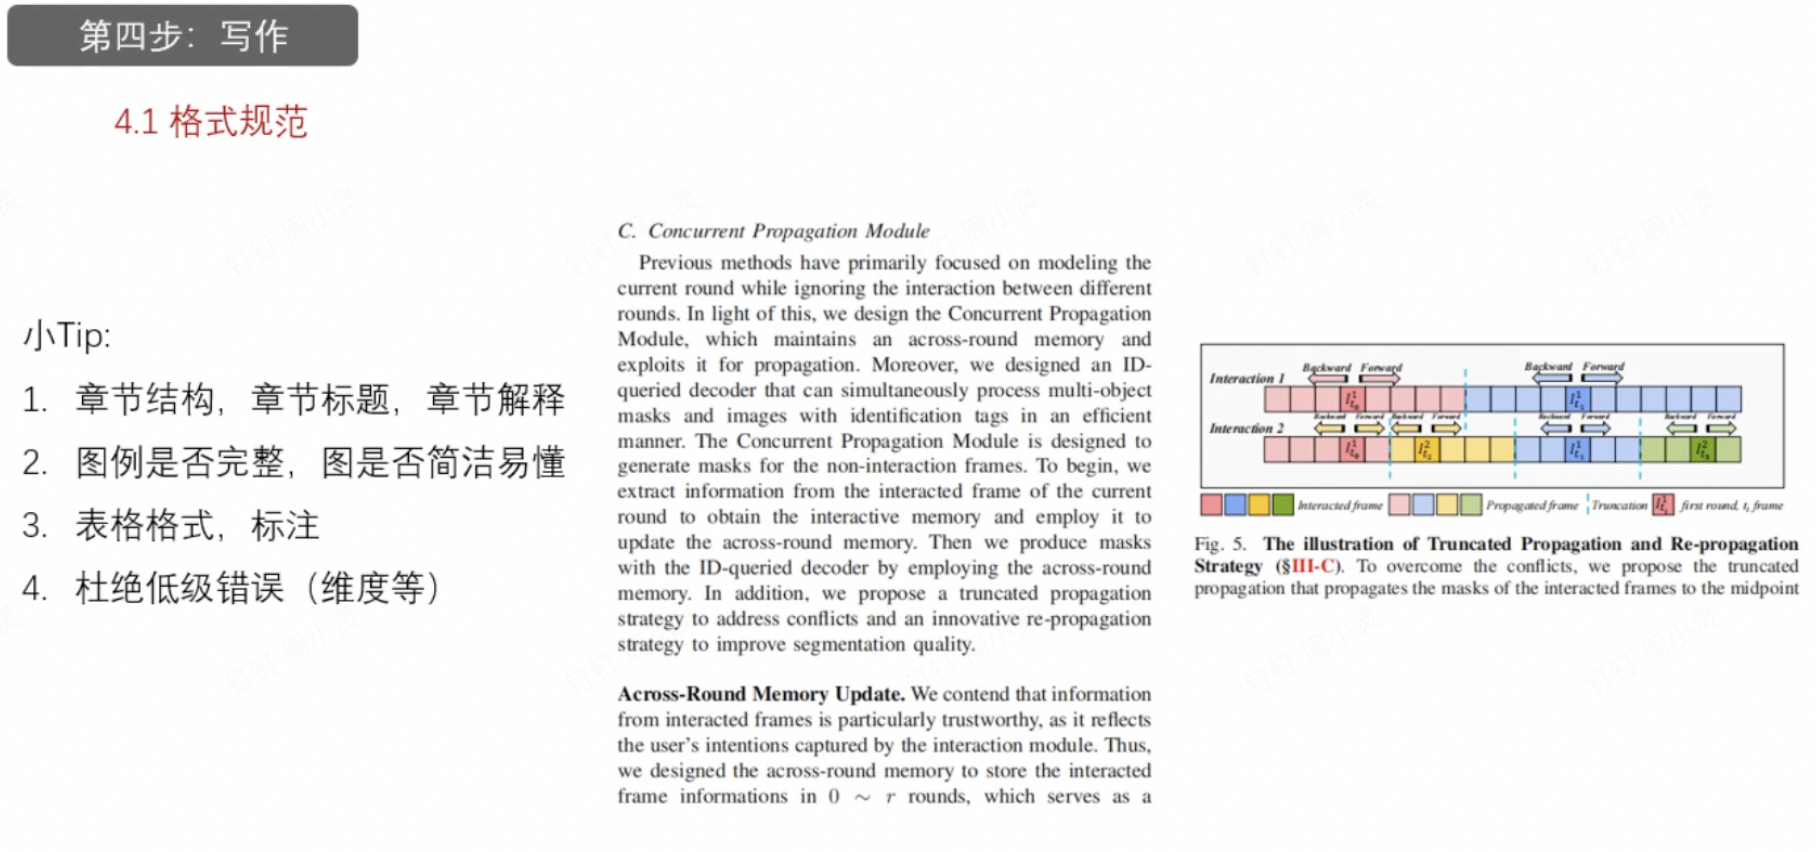 第四步：写作
4.1 格式规范
小Tip:
1. 章节结构，章节标题，章节解释
2. 图例是否完整，图是否简洁易懂
3. 表格格式，标注
4. 杜绝低级错误（维度等）
C. Concurrent Propagation Module
Previous methods have primarily focused on modeling the
current round while ignoring the interaction between different
rounds. In light of this, we design the Concurrent Propagation
Module, which maintains an across-round memory and
exploits it for propagation. Moreover, we designed an ID-
queried decoder that can simultaneously process multi-object
masks and images with identification tags in an efficient
manner. The Concurrent Propagation Module is designed to
generate masks for the non-interaction frames. To begin, we
extract information from the interacted frame of the current
round to obtain the interactive memory and employ it to
update the across-round memory. Then we produce masks
with the ID-queried decoder by employing the across-round
memory. In addition, we propose a truncated propagation
strategy to address conflicts and an innovative re-propagation
strategy to improve segmentation quality.
Across-Round Memory Update. We contend that information
from interacted frames is particularly trustworthy, as it reflects
the user's intentions captured by the interaction module. Thus,
we designed the across-round memory to store the interacted
frame informations in 0 ∼ r rounds, which serves as a
Backward Forward Backward Forward
Interaction 1
Backward Forward Backward Forward Backward Forward Backward Forward
Interaction 2
Interacted frame Propagated frame Truncation first round, t₁ frame
Fig. 5. The illustration of Truncated Propagation and Re-propagation
Strategy (§III-C). To overcome the conflicts, we propose the truncated
propagation that propagates the masks of the interacted frames to the midpoint
钉钉 周小灵